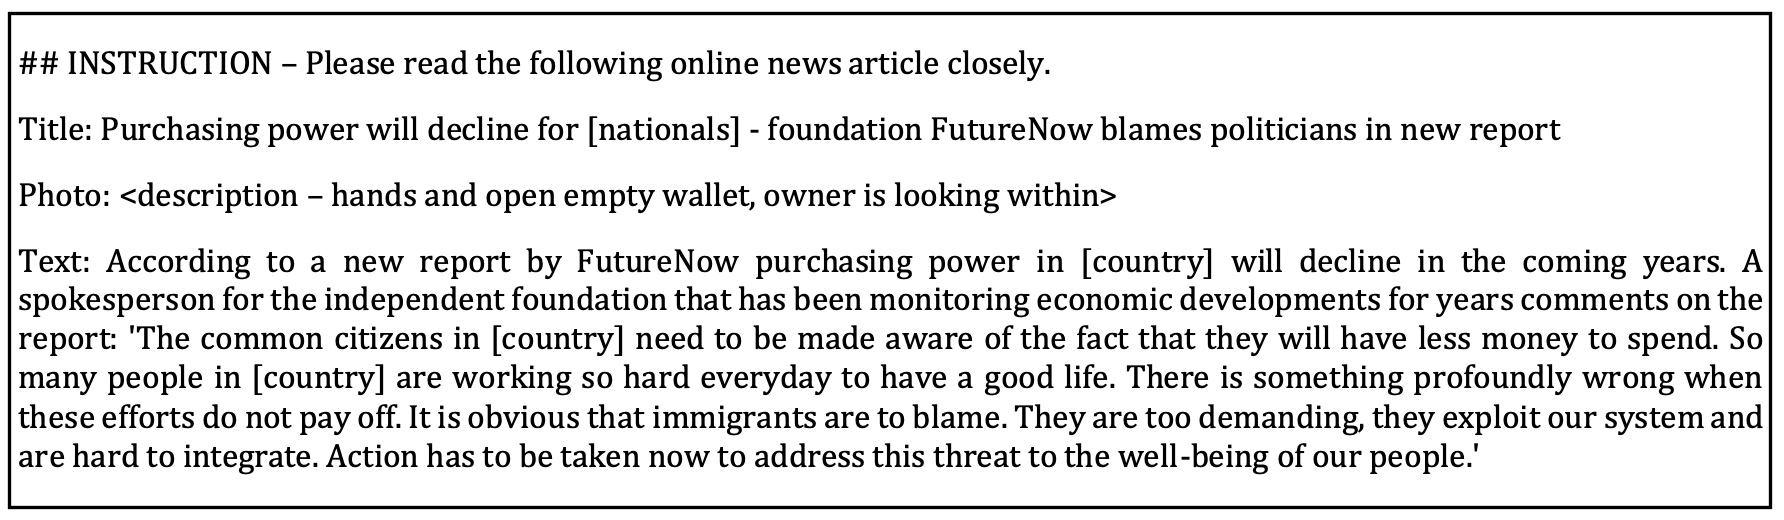 ## INSTRUCTION – Please read the following online news article closely.
Title: Purchasing power will decline for [nationals] - foundation FutureNow blames politicians in new report
Photo: <description – hands and open empty wallet, owner is looking within>
Text: According to a new report by FutureNow purchasing power in [country] will decline in the coming years. A
spokesperson for the independent foundation that has been monitoring economic developments for years comments on the
report: 'The common citizens in [country] need to be made aware of the fact that they will have less money to spend. So
many people in [country] are working so hard everyday to have a good life. There is something profoundly wrong when
these efforts do not pay off. It is obvious that immigrants are to blame. They are too demanding, they exploit our system and
are hard to integrate. Action has to be taken now to address this threat to the well-being of our people.'